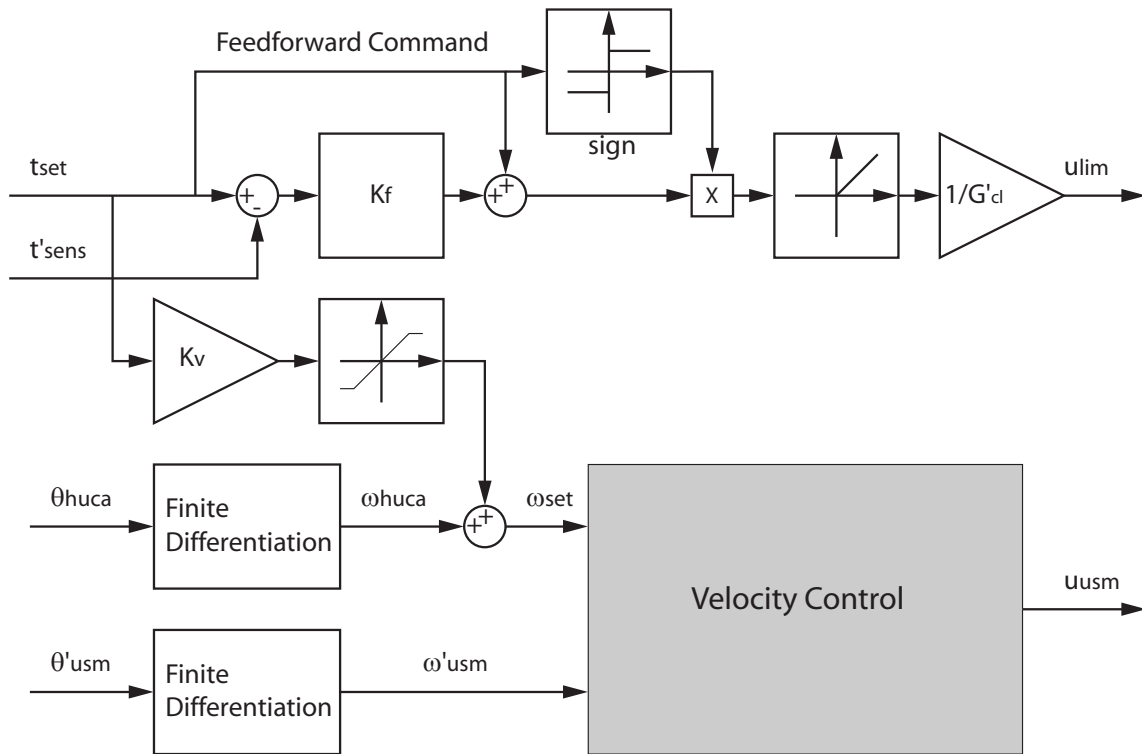 Feedforward Command
sign
tset
+
-
Kf
+
+
X
1/G'cl
ulim
t'sens
Kv
θhuca
Finite
Differentiation
ωhuca
+
+
ωset
Velocity Control
uusm
θ'usm
Finite
Differentiation
ω'usm